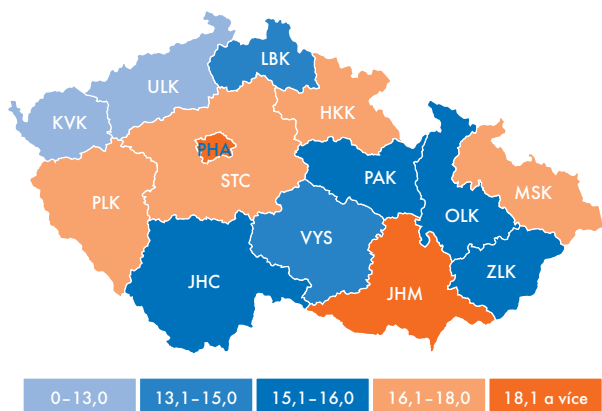 LBK
ULK
HKK
KVK
PHA
STC
PAK
PLK
MSK
OLK
VYS
ZLK
JHC
JHM
0–13,0 13,1–15,0 15,1–16,0 16,1–18,0 18,1 a více